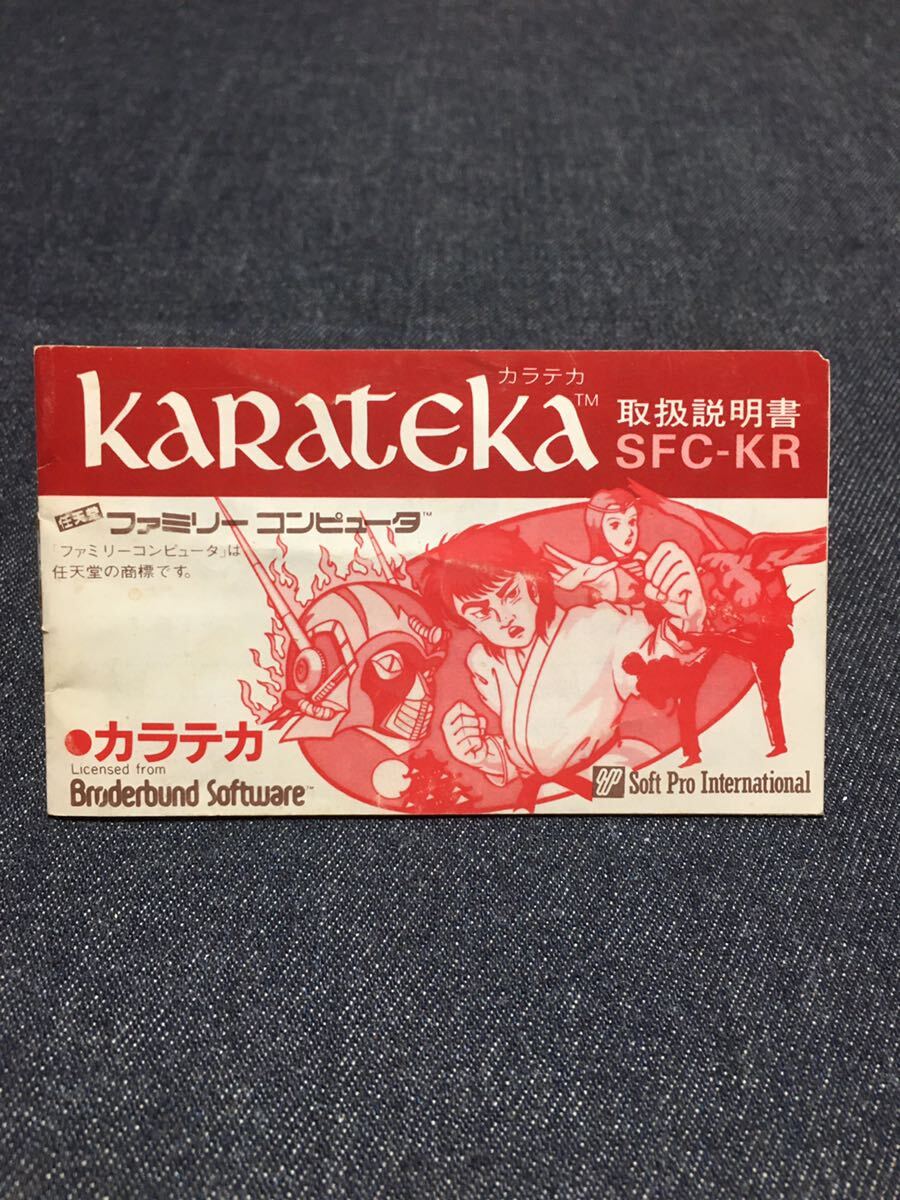 カラテカ
KARATEKA™
取扱説明書
SFC-KR
任天堂 ファミリーコンピュータ™
「ファミリーコンピュータ」は
任天堂の商標です。
●カラテカ
Licensed from
Brøderbund Software™
SP Soft Pro International